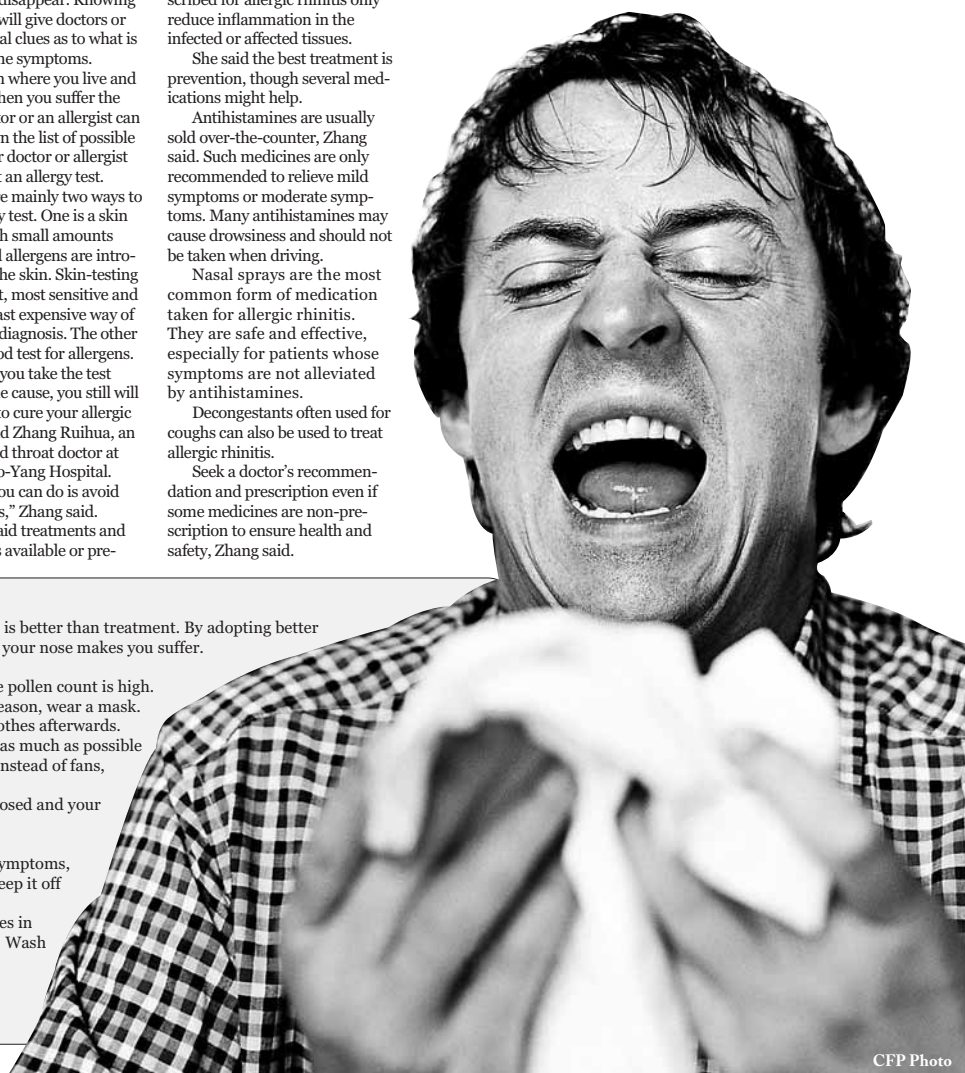 disappear. Knowing
will give doctors or
al clues as to what is
he symptoms.
n where you live and
hen you suffer the
tor or an allergist can
n the list of possible
r doctor or allergist
t an allergy test.
e mainly two ways to
y test. One is a skin
h small amounts
d allergens are intro-
he skin. Skin-testing
t, most sensitive and
ast expensive way of
diagnosis. The other
od test for allergens.
you take the test
e cause, you still will
to cure your allergic
d Zhang Ruihua, an
d throat doctor at
o-Yang Hospital.
ou can do is avoid
s,” Zhang said.
aid treatments and
s available or pre-
scribed for allergic rhinitis only
reduce inflammation in the
infected or affected tissues.
She said the best treatment is
prevention, though several med-
ications might help.
Antihistamines are usually
sold over-the-counter, Zhang
said. Such medicines are only
recommended to relieve mild
symptoms or moderate symp-
toms. Many antihistamines may
cause drowsiness and should not
be taken when driving.
Nasal sprays are the most
common form of medication
taken for allergic rhinitis.
They are safe and effective,
especially for patients whose
symptoms are not alleviated
by antihistamines.
Decongestants often used for
coughs can also be used to treat
allergic rhinitis.
Seek a doctor’s recommen-
dation and prescription even if
some medicines are non-pre-
scription to ensure health and
safety, Zhang said.
is better than treatment. By adopting better
your nose makes you suffer.
e pollen count is high.
eason, wear a mask.
othes afterwards.
as much as possible
nstead of fans,
osed and your
ymptoms,
eep it off
es in
Wash
CFP Photo